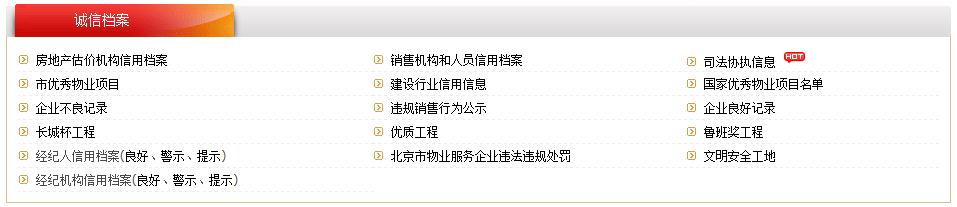 诚信档案
房地产估价机构信用档案 销售机构和人员信用档案 司法协执信息 HOT
市优秀物业项目 建设行业信用信息 国家优秀物业项目名单
企业不良记录 违规销售行为公示 企业良好记录
长城杯工程 优质工程 鲁班奖工程
经纪人信用档案(良好、警示、提示) 北京市物业服务企业违法违规处罚 文明安全工地
经纪机构信用档案(良好、警示、提示)